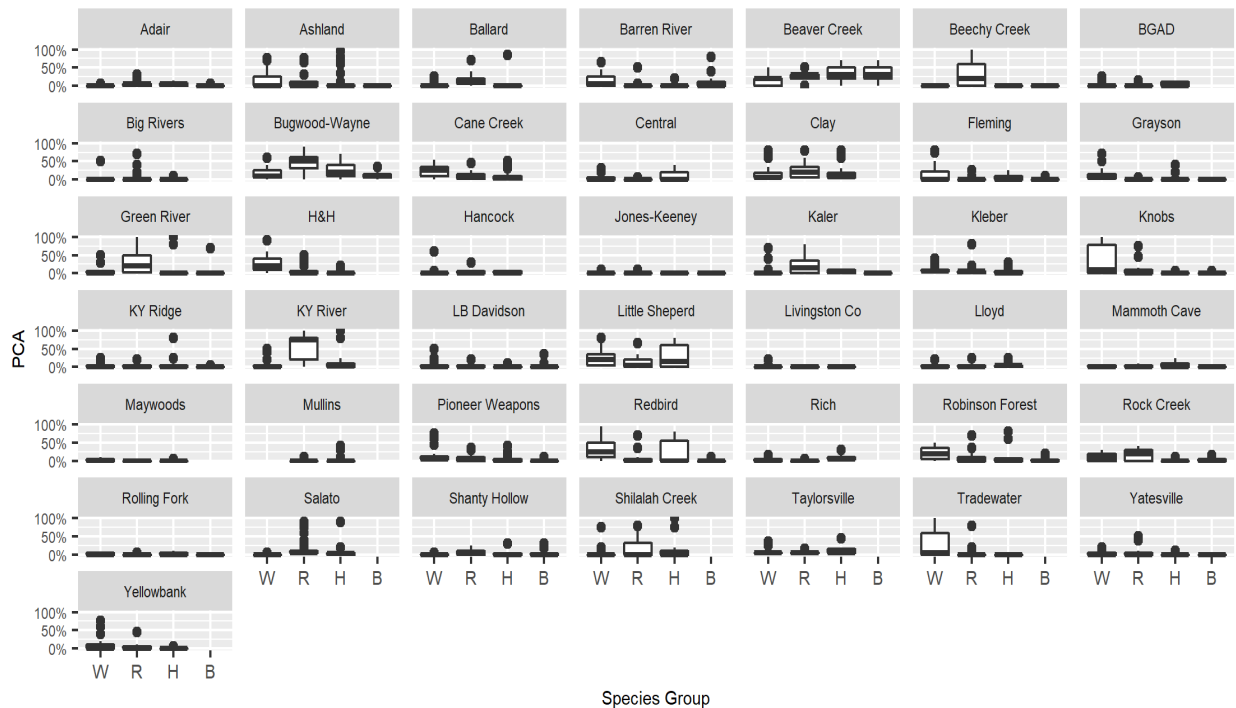 Adair Ashland Ballard Barren River Beaver Creek Beechy Creek BGAD
100%
50%
0%
Big Rivers Bugwood-Wayne Cane Creek Central Clay Fleming Grayson
100%
50%
0%
Green River H&H Hancock Jones-Keeney Kaler Kleber Knobs
100%
50%
0%
KY Ridge KY River LB Davidson Little Sheperd Livingston Co Lloyd Mammoth Cave
100%
50%
0%
PCA
Maywoods Mullins Pioneer Weapons Redbird Rich Robinson Forest Rock Creek
100%
50%
0%
Rolling Fork Salato Shanty Hollow Shilalah Creek Taylorsville Tradewater Yatesville
100%
50%
0%
W R H B W R H B W R H B W R H B W R H B W R H B
Yellowbank
100%
50%
0%
W R H B
Species Group